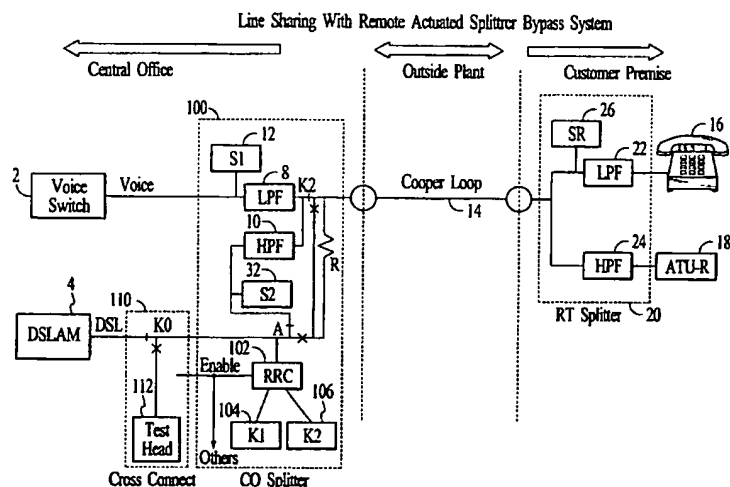 Line Sharing With Remote Actuated Splittrer Bypass System
Central Office
Outside Plant
Customer Premise
100
12
S1
26
SR
16
2
Voice Switch
Voice
8
LPF
K2
22
LPF
Cooper Loop
14
10
HPF
R
32
S2
24
HPF
18
ATU-R
4
DSLAM
DSL
110
K0
A
RT Splitter
20
102
RRC
Enable
112
Test Head
104
K1
106
K2
Others
Cross Connect
CO Splitter